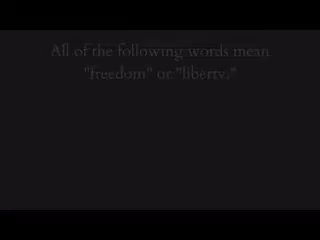 All of the following words mean
"freedom" or "liberty."